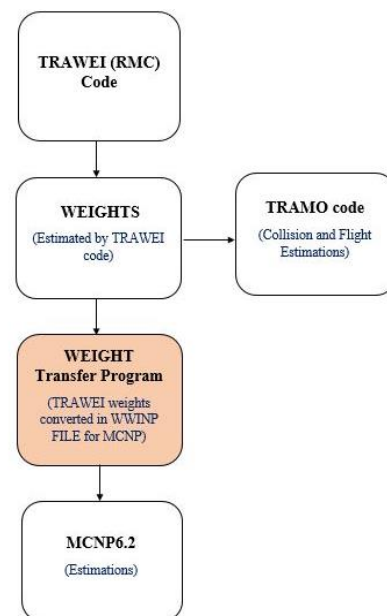 TRAWEI (RMC)
Code
WEIGHTS
(Estimated by TRAWEI
code)
TRAMO code
(Collision and Flight
Estimations)
WEIGHT
Transfer Program
(TRAWEI weights
converted in WWINP
FILE for MCNP)
MCNP6.2
(Estimations)